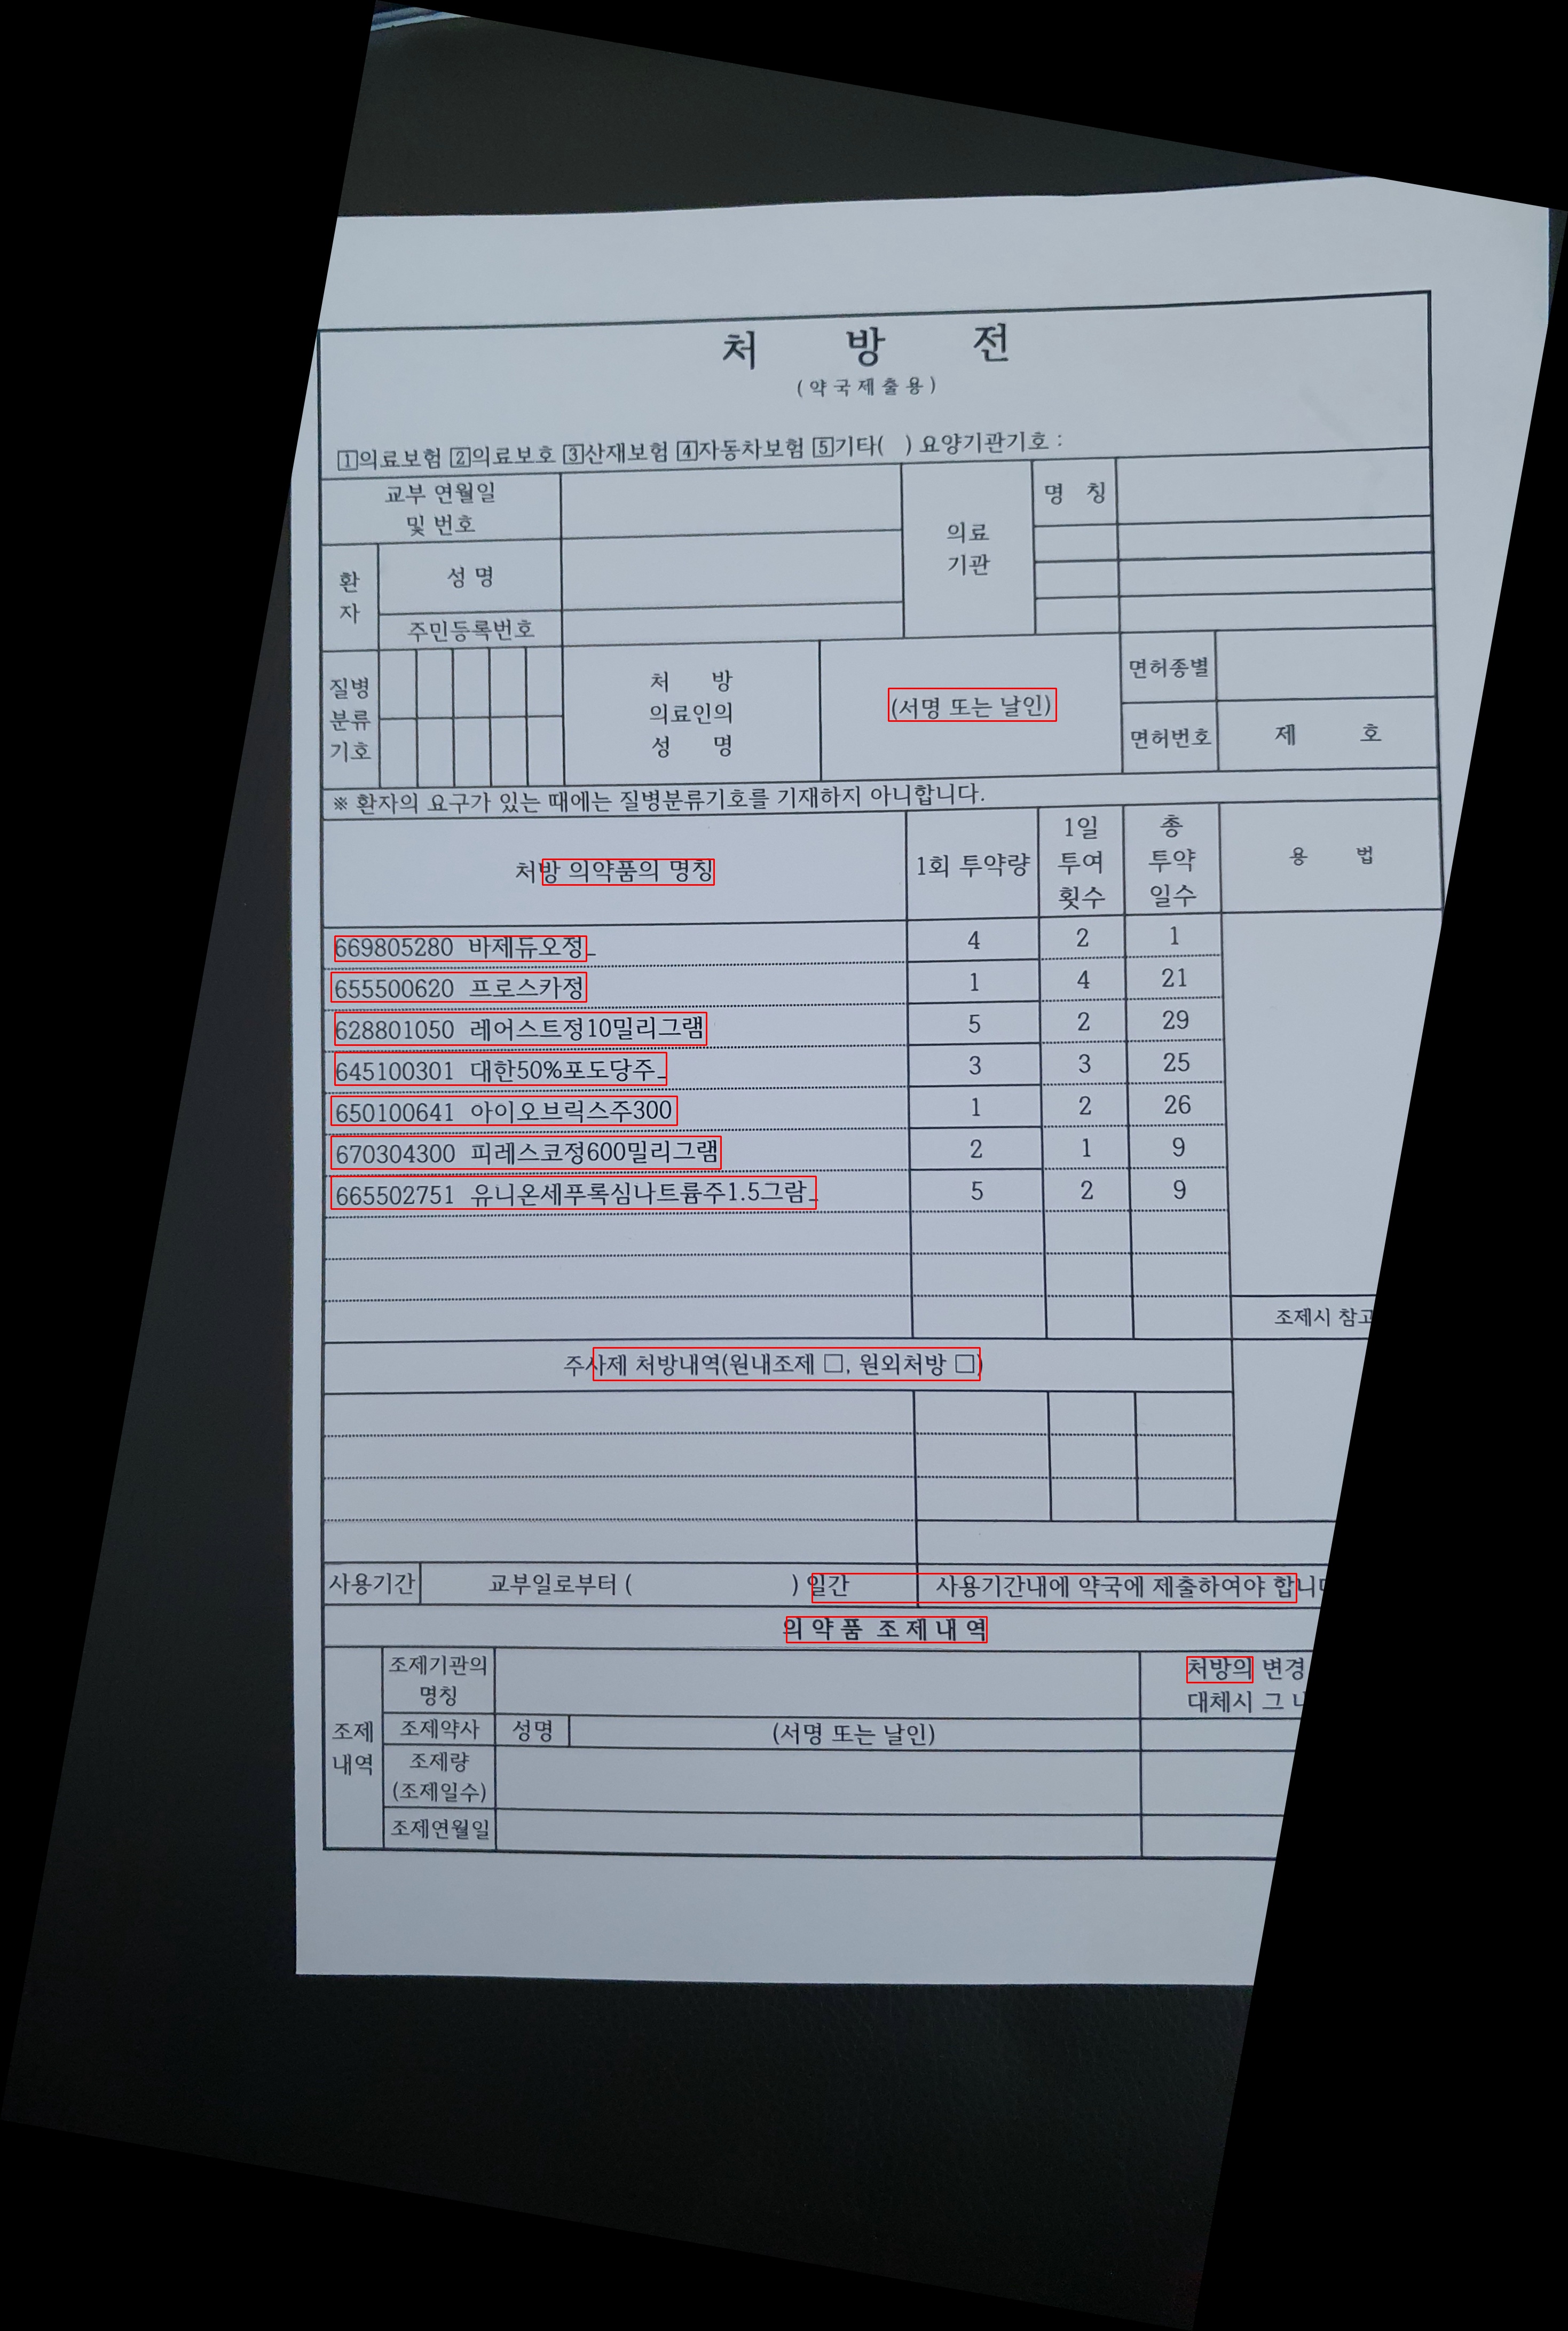 처 방 전
(약국제출용)
1의료보험 2의료보호 3산재보험 4자동차보험 5기타( ) 요양기관기호 :
교부 연월일
및 번호
의료
기관
명 칭
환
자
성 명
주민등록번호
질병
분류
기호
처 방
의료인의
성 명
(서명 또는 날인)
면허종별
면허번호
제 호
※ 환자의 요구가 있는 때에는 질병분류기호를 기재하지 아니합니다.
처방 의약품의 명칭
1회 투약량
1일
투여
횟수
총
투약
일수
용 법
669805280 바제듀오정_ 4 2 1
655500620 프로스카정 1 4 21
628801050 레어스트정10밀리그램 5 2 29
645100301 대한50%포도당주_ 3 3 25
650100641 아이오브릭스주300 1 2 26
670304300 피레스코정600밀리그램 2 1 9
665502751 유니온세푸록심나트륨주1.5그람_ 5 2 9
조제시 참고
주사제 처방내역(원내조제 □, 원외처방 □)
사용기간 교부일로부터 ( ) 일간 사용기간내에 약국에 제출하여야 합니
의약품 조제내역
조제
내역
조제기관의
명칭
처방의 변경
대체시 그
조제약사 성명 (서명 또는 날인)
조제량
(조제일수)
조제연월일